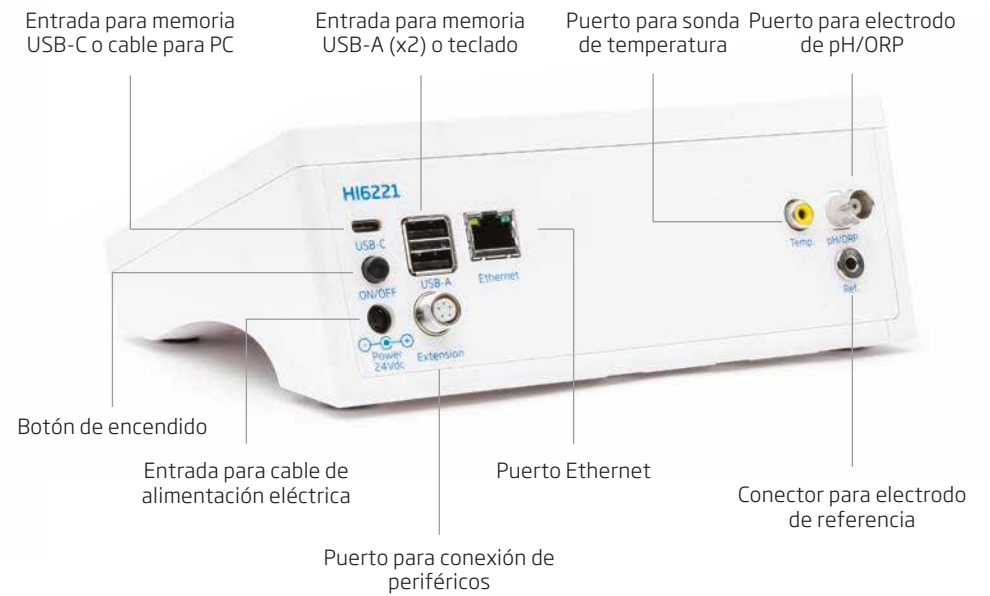 Entrada para memoria
USB-C o cable para PC
Entrada para memoria
USB-A (x2) o teclado
Puerto para sonda
de temperatura
Puerto para electrodo
de pH/ORP
HI6221
USB-C
ON/OFF
Power
24Vdc
USB-A
Extension
Ethernet
Temp.
pH/ORP
Ref.
Botón de encendido
Entrada para cable de
alimentación eléctrica
Puerto Ethernet
Conector para electrodo
de referencia
Puerto para conexión de
periféricos